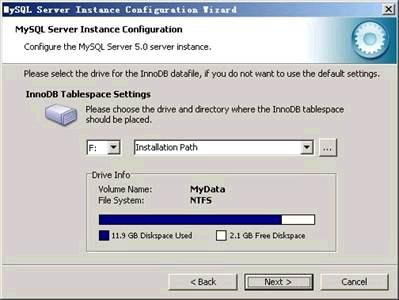 MySQL Server Instance Configuration Wizard
MySQL Server Instance Configuration
Configure the MySQL Server 5.0 server instance.
Please select the drive for the InnoDB datafile, if you do not want to use the default settings.
InnoDB Tablespace Settings
Please choose the drive and directory where the InnoDB tablespace
should be placed.
F: Installation Path ...
Drive Info
Volume Name: MyData
File System: NTFS
11.9 GB Diskspace Used 2.1 GB Free Diskspace
< Back Next > Cancel